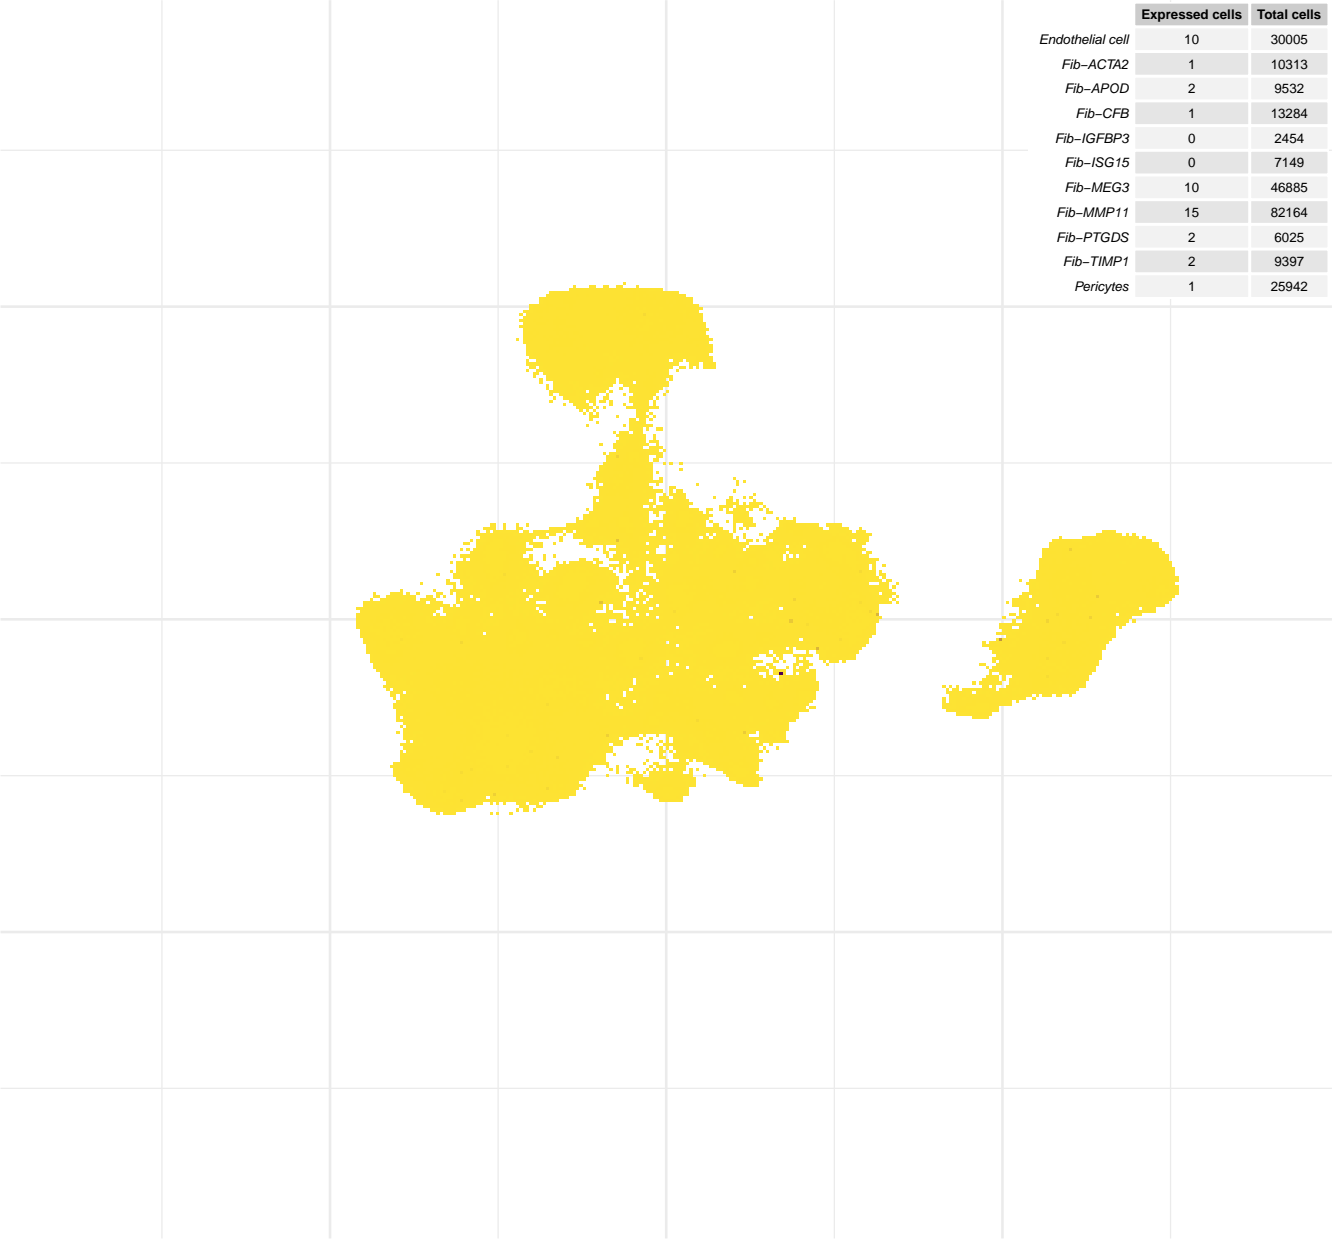 Expressed cells Total cells
Endothelial cell 10 30005
Fib−ACTA2 1 10313
Fib−APOD 2 9532
Fib−CFB 1 13284
Fib−IGFBP3 0 2454
Fib−ISG15 0 7149
Fib−MEG3 10 46885
Fib−MMP11 15 82164
Fib−PTGDS 2 6025
Fib−TIMP1 2 9397
Pericytes 1 25942